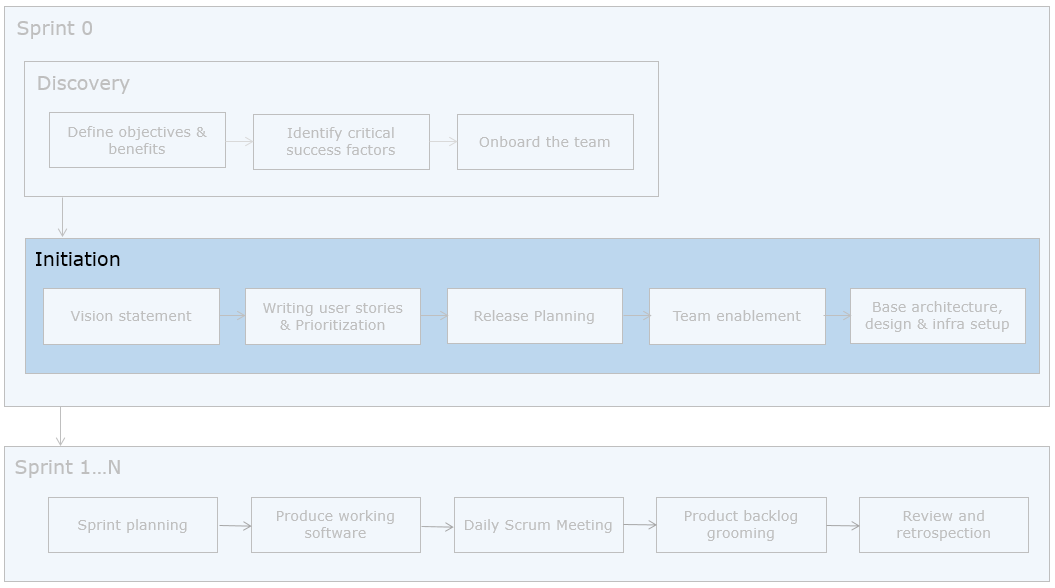 Sprint 0
Discovery
Define objectives &
benefits
Identify critical
success factors
Onboard the team
Initiation
Vision statement
Writing user stories
& Prioritization
Release Planning
Team enablement
Base architecture,
design & infra setup
Sprint 1...N
Sprint planning
Produce working
software
Daily Scrum Meeting
Product backlog
grooming
Review and
retrospection